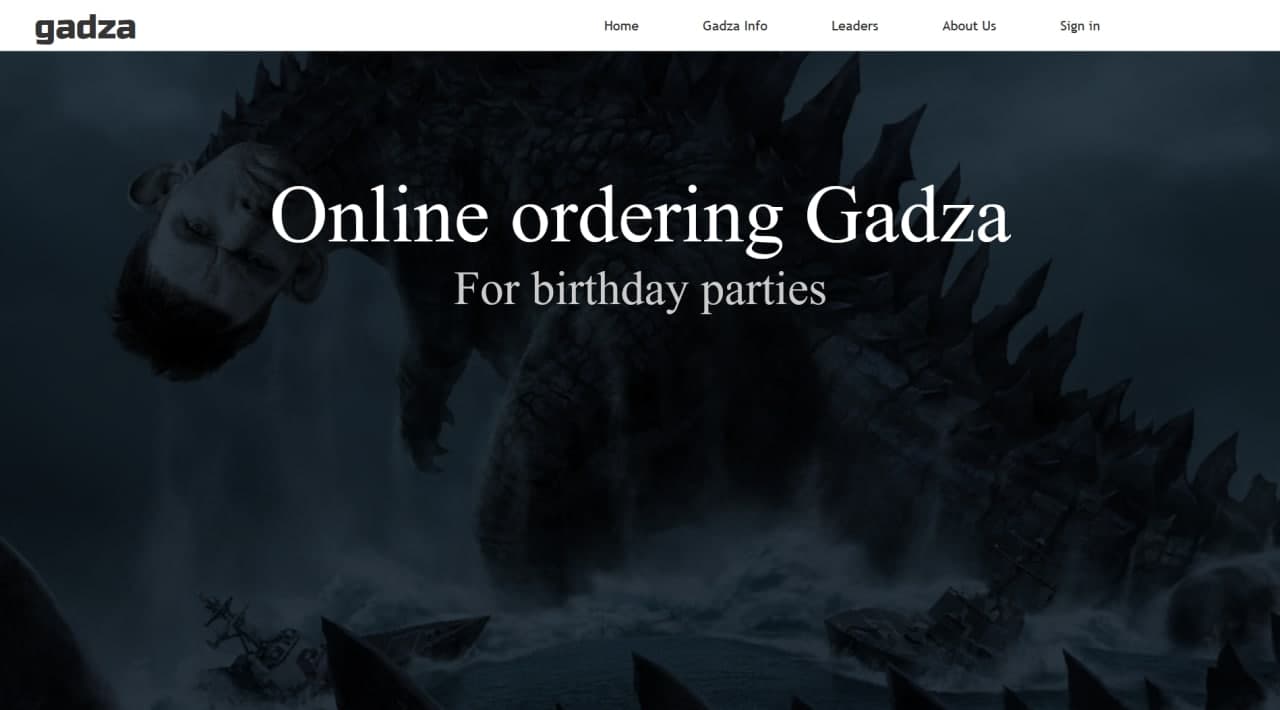 gadza
Home
Gadza Info
Leaders
About Us
Sign in
Online ordering Gadza
For birthday parties